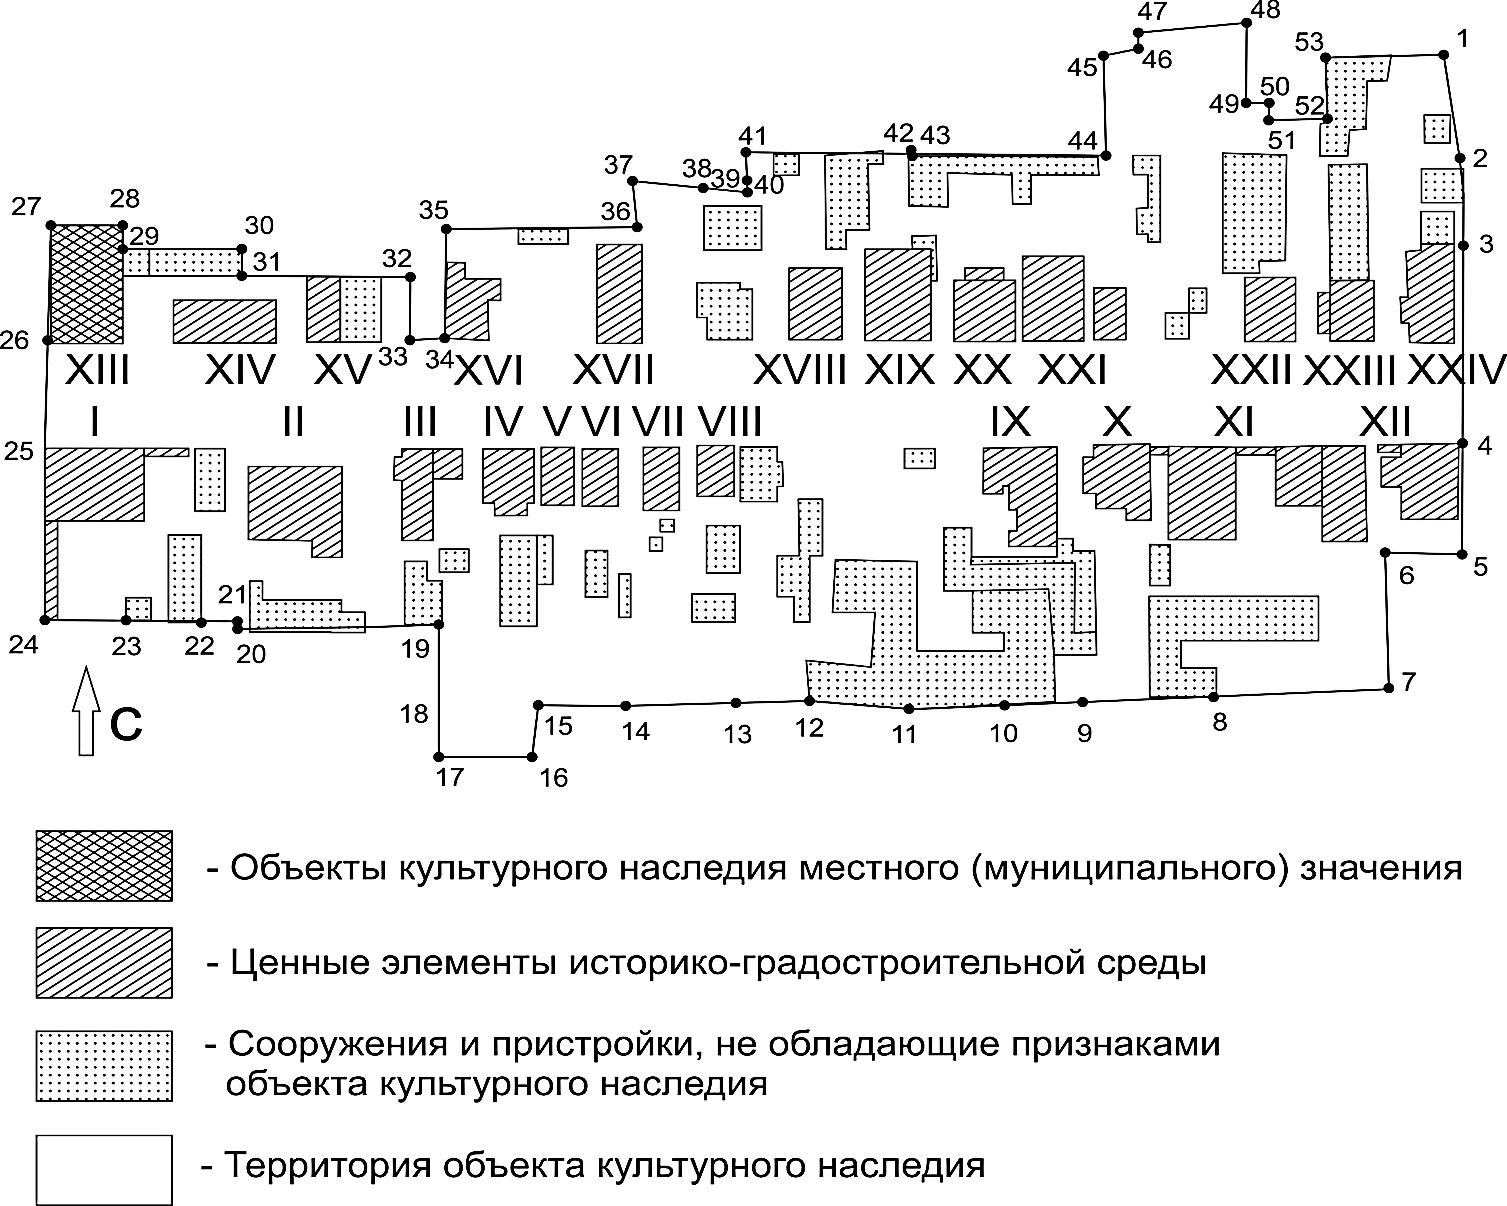 47 48
53 1
45 46
49 50
52
51
41 42 43 44 2
37 38 39 40
27 28 35 36
29 30 3
31 32
26 33 34
XIII XIV XV XVI XVII XVIII XIX XX XXI XXII XXIII XXIV
I II III IV V VI VII VIII IX X XI XII
25 4
6 5
21
24 23 22 20 19
7
18 15 14 13 12 11 10 9 8
С
17 16
- Объекты культурного наследия местного (муниципального) значения
- Ценные элементы историко-градостроительной среды
- Сооружения и пристройки, не обладающие признаками
объекта культурного наследия
- Территория объекта культурного наследия